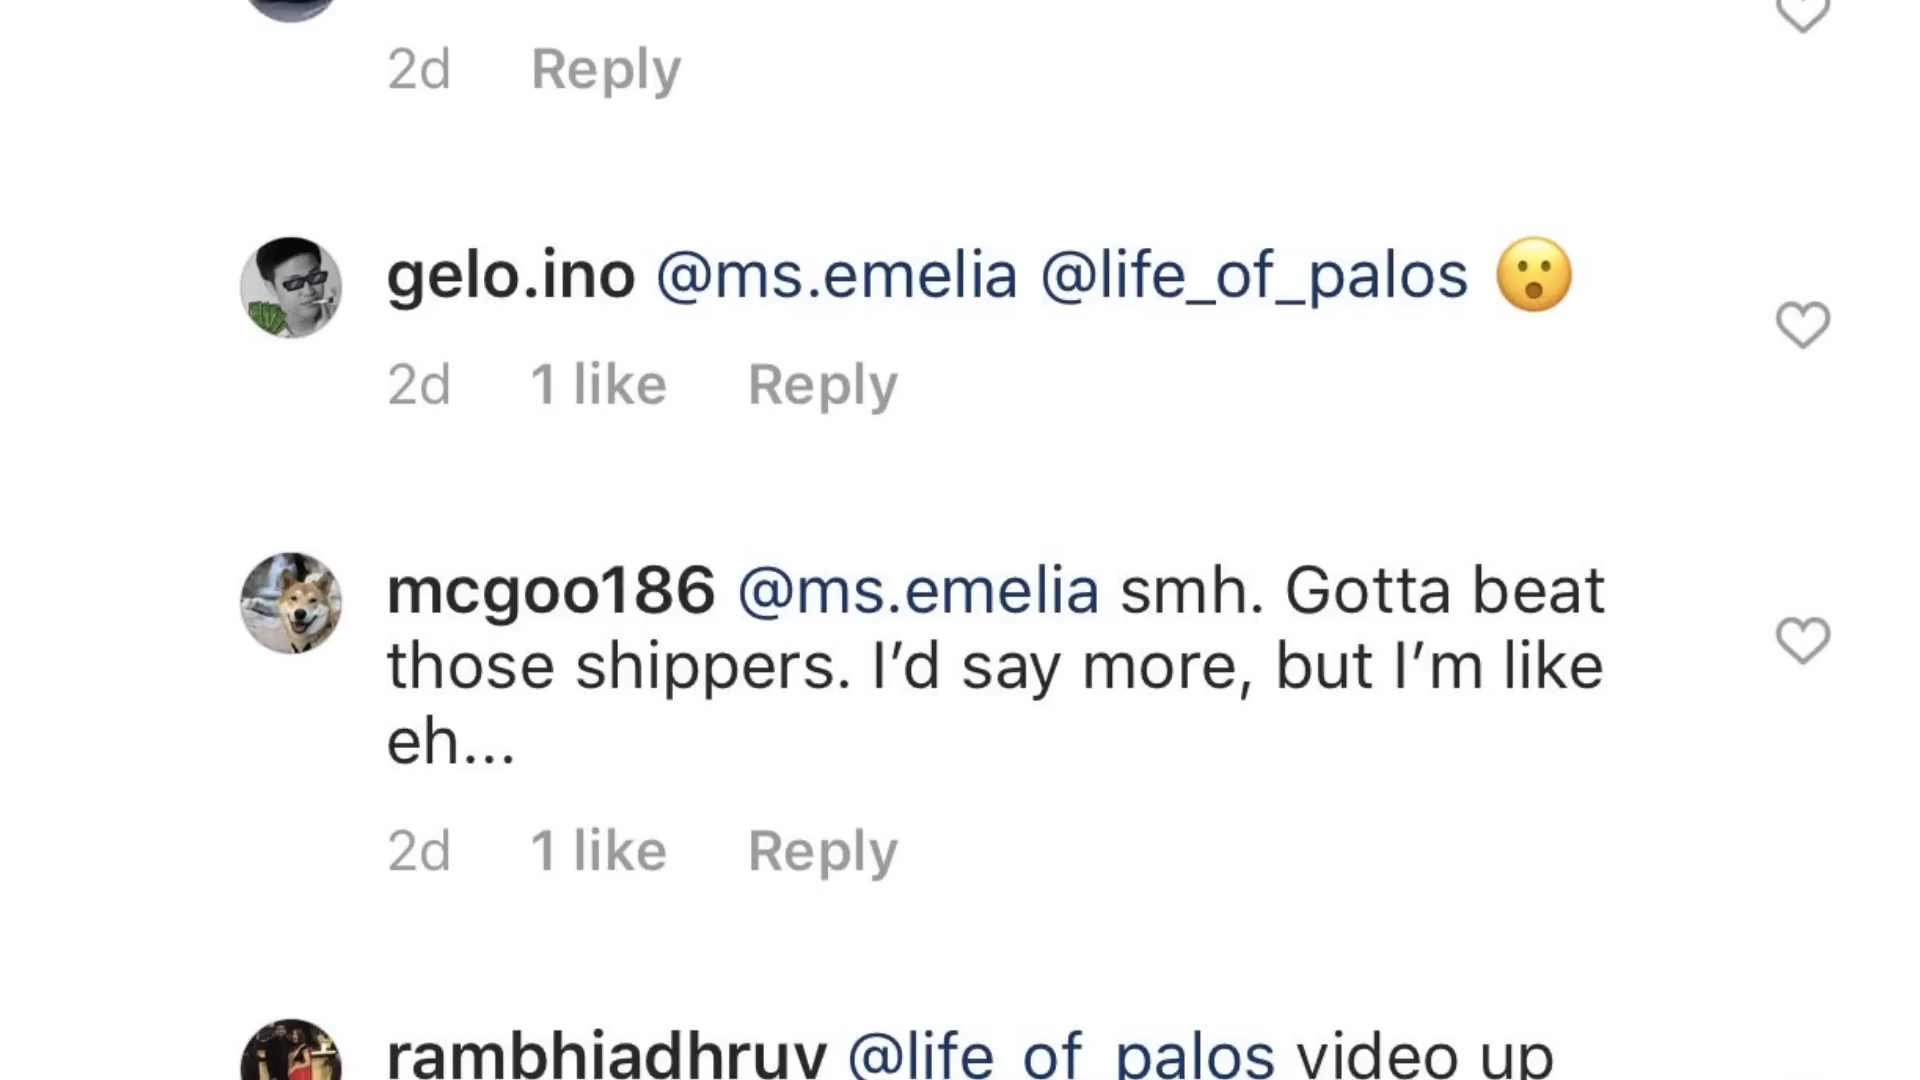 2d Reply
gelo.ino @ms.emelia @life_of_palos 😮
2d 1 like Reply
mcgoo186 @ms.emelia smh. Gotta beat
those shippers. I’d say more, but I’m like
eh...
2d 1 like Reply
rambhiadhruv @life_of_palos video up